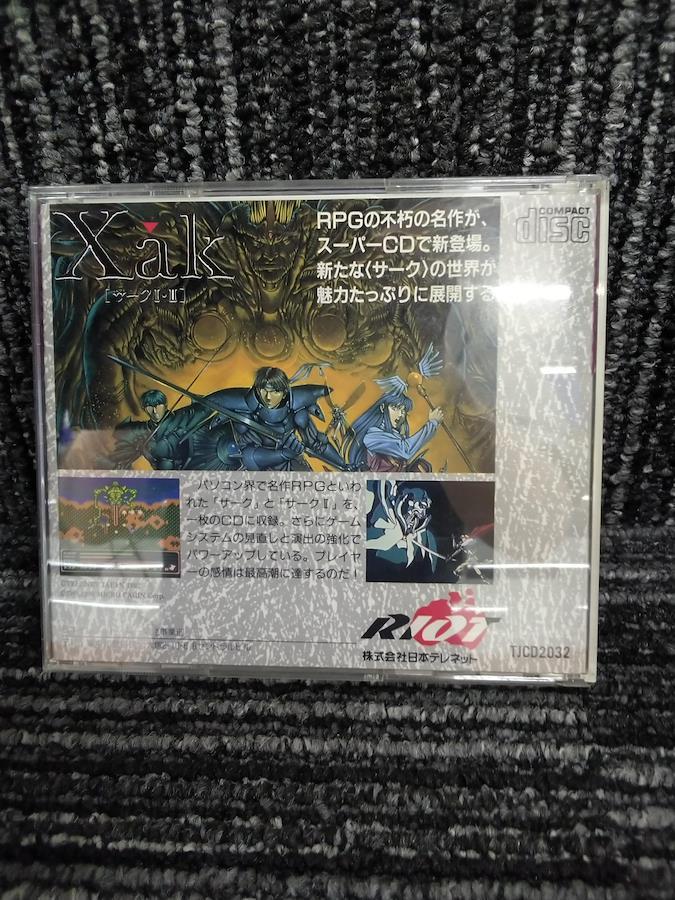 Xak
[サークⅠ・Ⅱ]
RPGの不朽の名作が、
スーパーCDで新登場。
新たな〈サーク〉の世界が
魅力たっぷりに展開する
COMPACT
disc
パソコン界で名作RPGといわ
れた「サーク」と「サークⅡ」を、
一枚のCDに収録。さらにゲーム
システムの見直しと演出の強化で
パワーアップしている。プレイヤ
ーの感情は最高潮に達するのだ!
RIOT
株式会社日本テレネット
TJCD2032